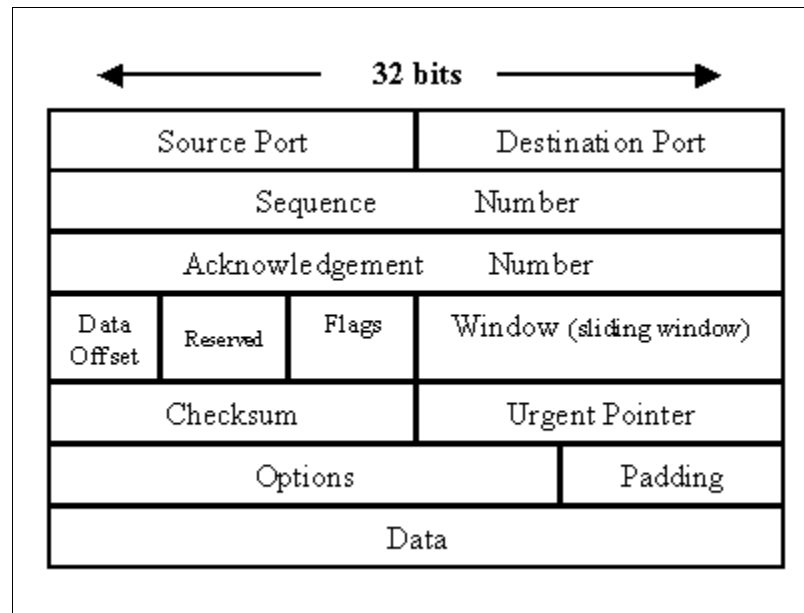 32 bits
Source Port
Destination Port
Sequence Number
Acknowledgement Number
Data
Offset
Reserved
Flags
Window (sliding window)
Checksum
Urgent Pointer
Options
Padding
Data